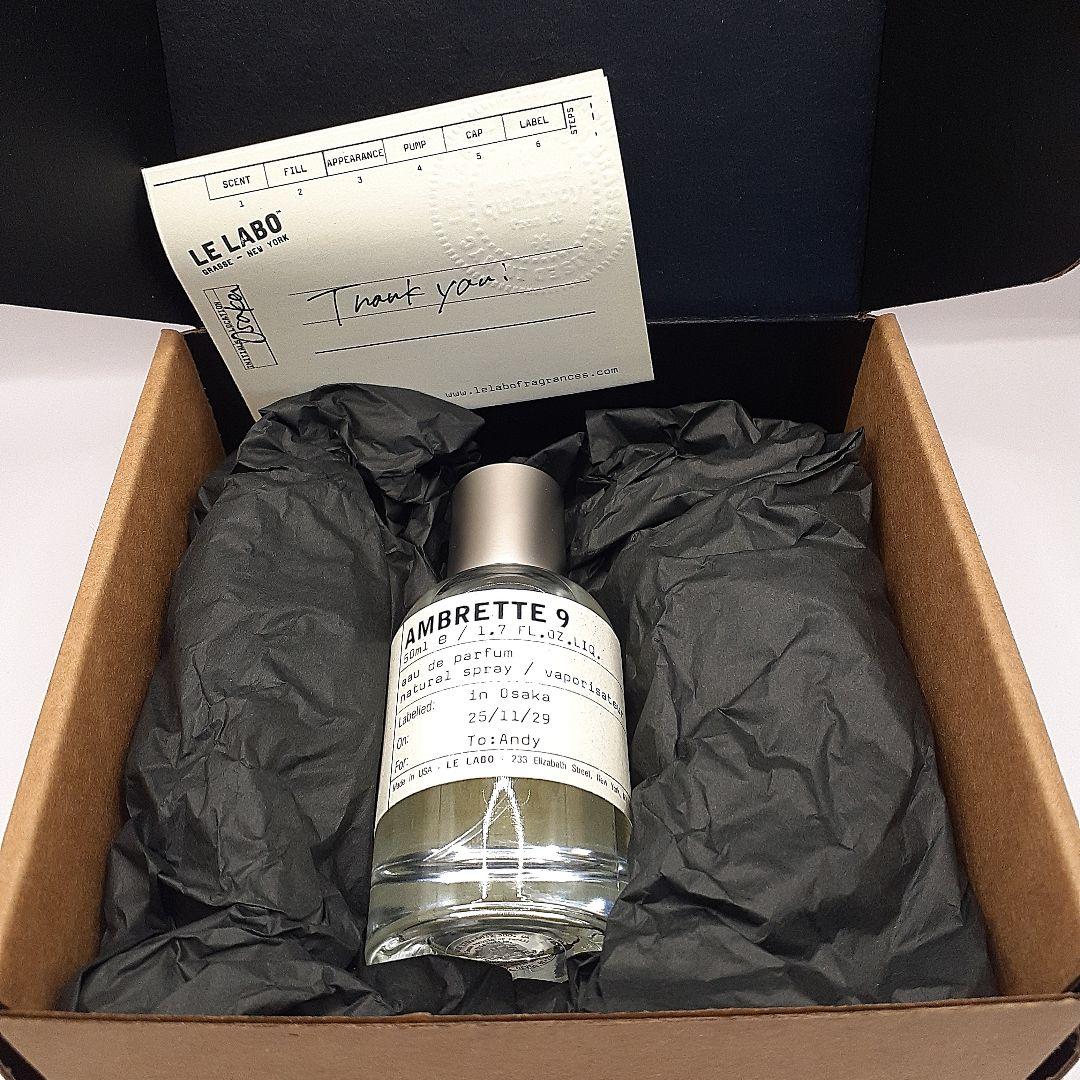 SCENT FILL APPEARANCE PUMP CAP LABEL STEPS
1 2 3 4 5 6
LE LABO
GRASSE - NEW YORK
Thank you!
Osaka
INITIALS/LOCATION
www.lelabofragrances.com
AMBRETTE 9
50ml e / 1.7 FL.OZ.LIQ.
eau de parfum
natural spray / vaporisateur
Labelled: in Osaka
On: 25/11/29
For: To:Andy
Made in USA - LE LABO - 233 Elizabeth Street, New York,